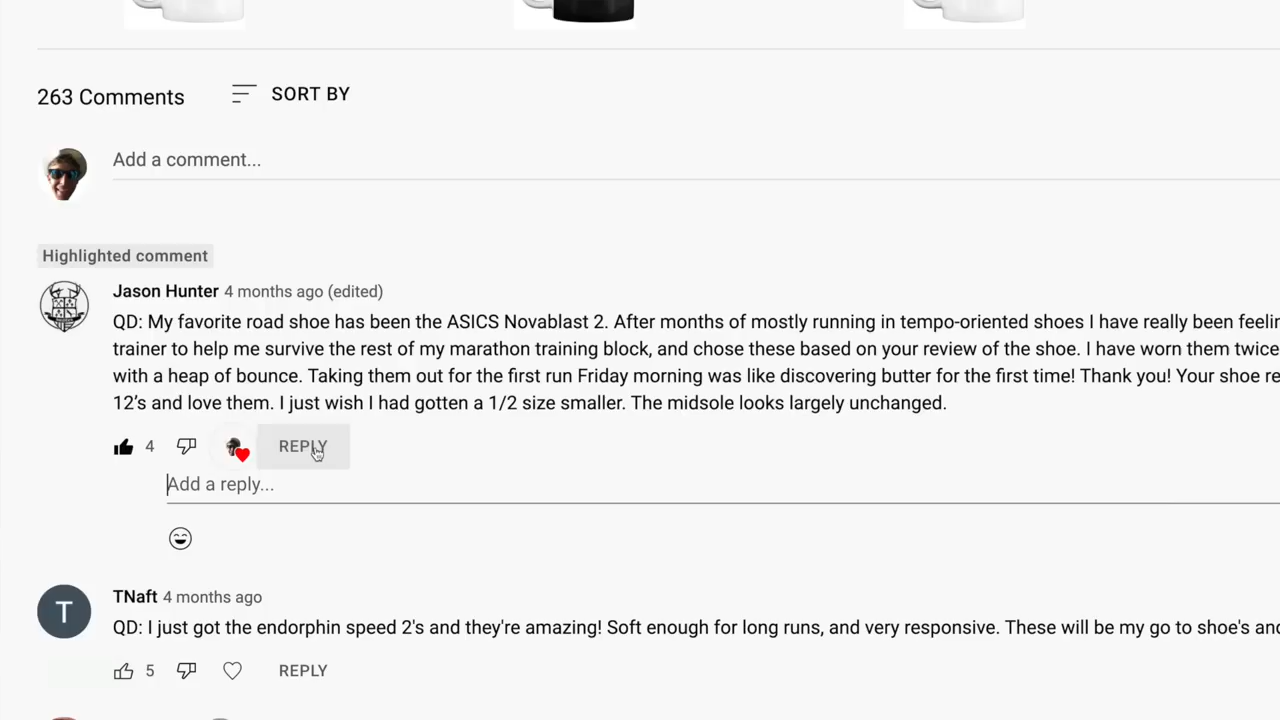 263 Comments
SORT BY
Add a comment...
Highlighted comment
Jason Hunter 4 months ago (edited)
QD: My favorite road shoe has been the ASICS Novablast 2. After months of mostly running in tempo-oriented shoes I have really been feelin
trainer to help me survive the rest of my marathon training block, and chose these based on your review of the shoe. I have worn them twice
with a heap of bounce. Taking them out for the first run Friday morning was like discovering butter for the first time! Thank you! Your shoe re
12's and love them. I just wish I had gotten a 1/2 size smaller. The midsole looks largely unchanged.
4
REPLY
Add a reply...
T
TNaft 4 months ago
QD: I just got the endorphin speed 2's and they're amazing! Soft enough for long runs, and very responsive. These will be my go to shoe's and
5
REPLY